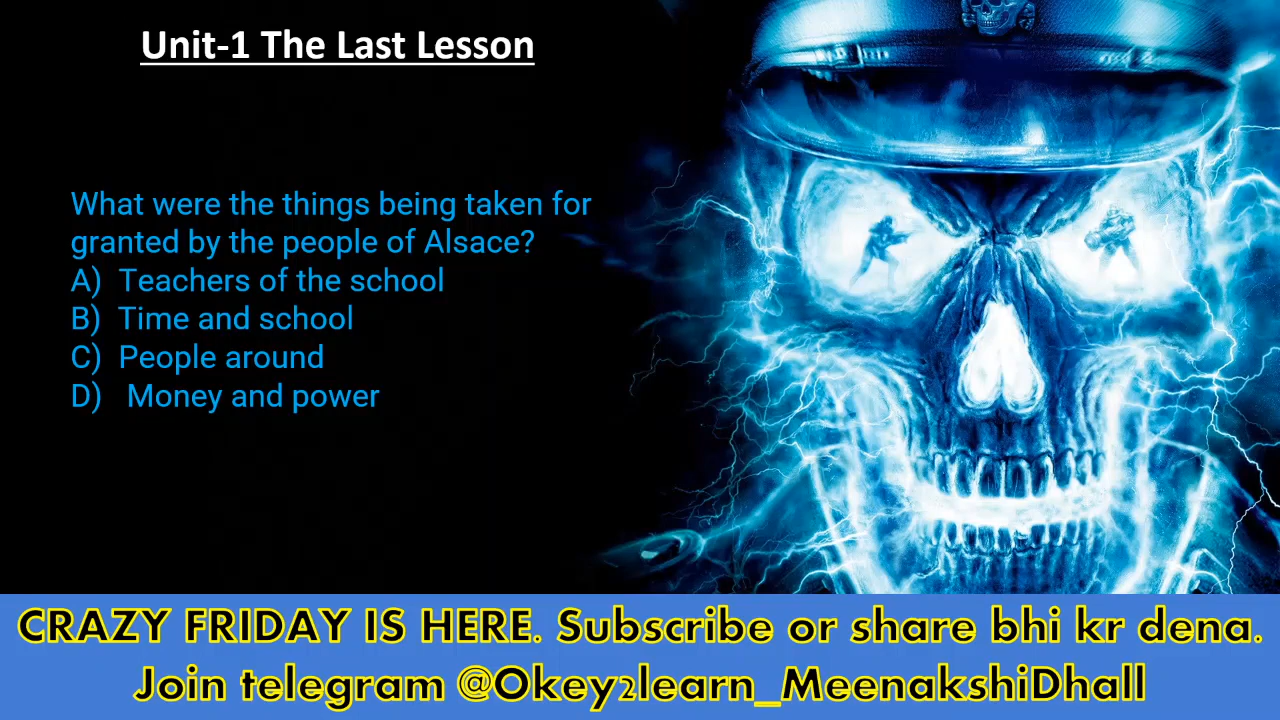 Unit-1 The Last Lesson
What were the things being taken for
granted by the people of Alsace?
A) Teachers of the school
B) Time and school
C) People around
D) Money and power
CRAZY FRIDAY IS HERE. Subscribe or share bhi kr dena.
Join telegram @Okey2learn_MeenakshiDhall